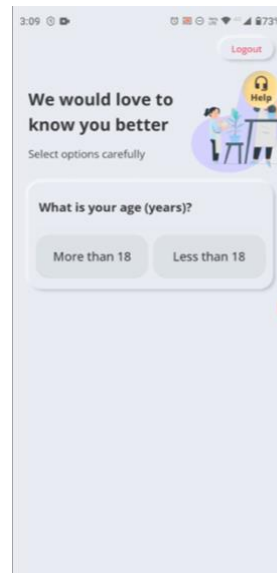 3:09
73%
Logout
We would love to
know you better
Help
Select options carefully
What is your age (years)?
More than 18
Less than 18